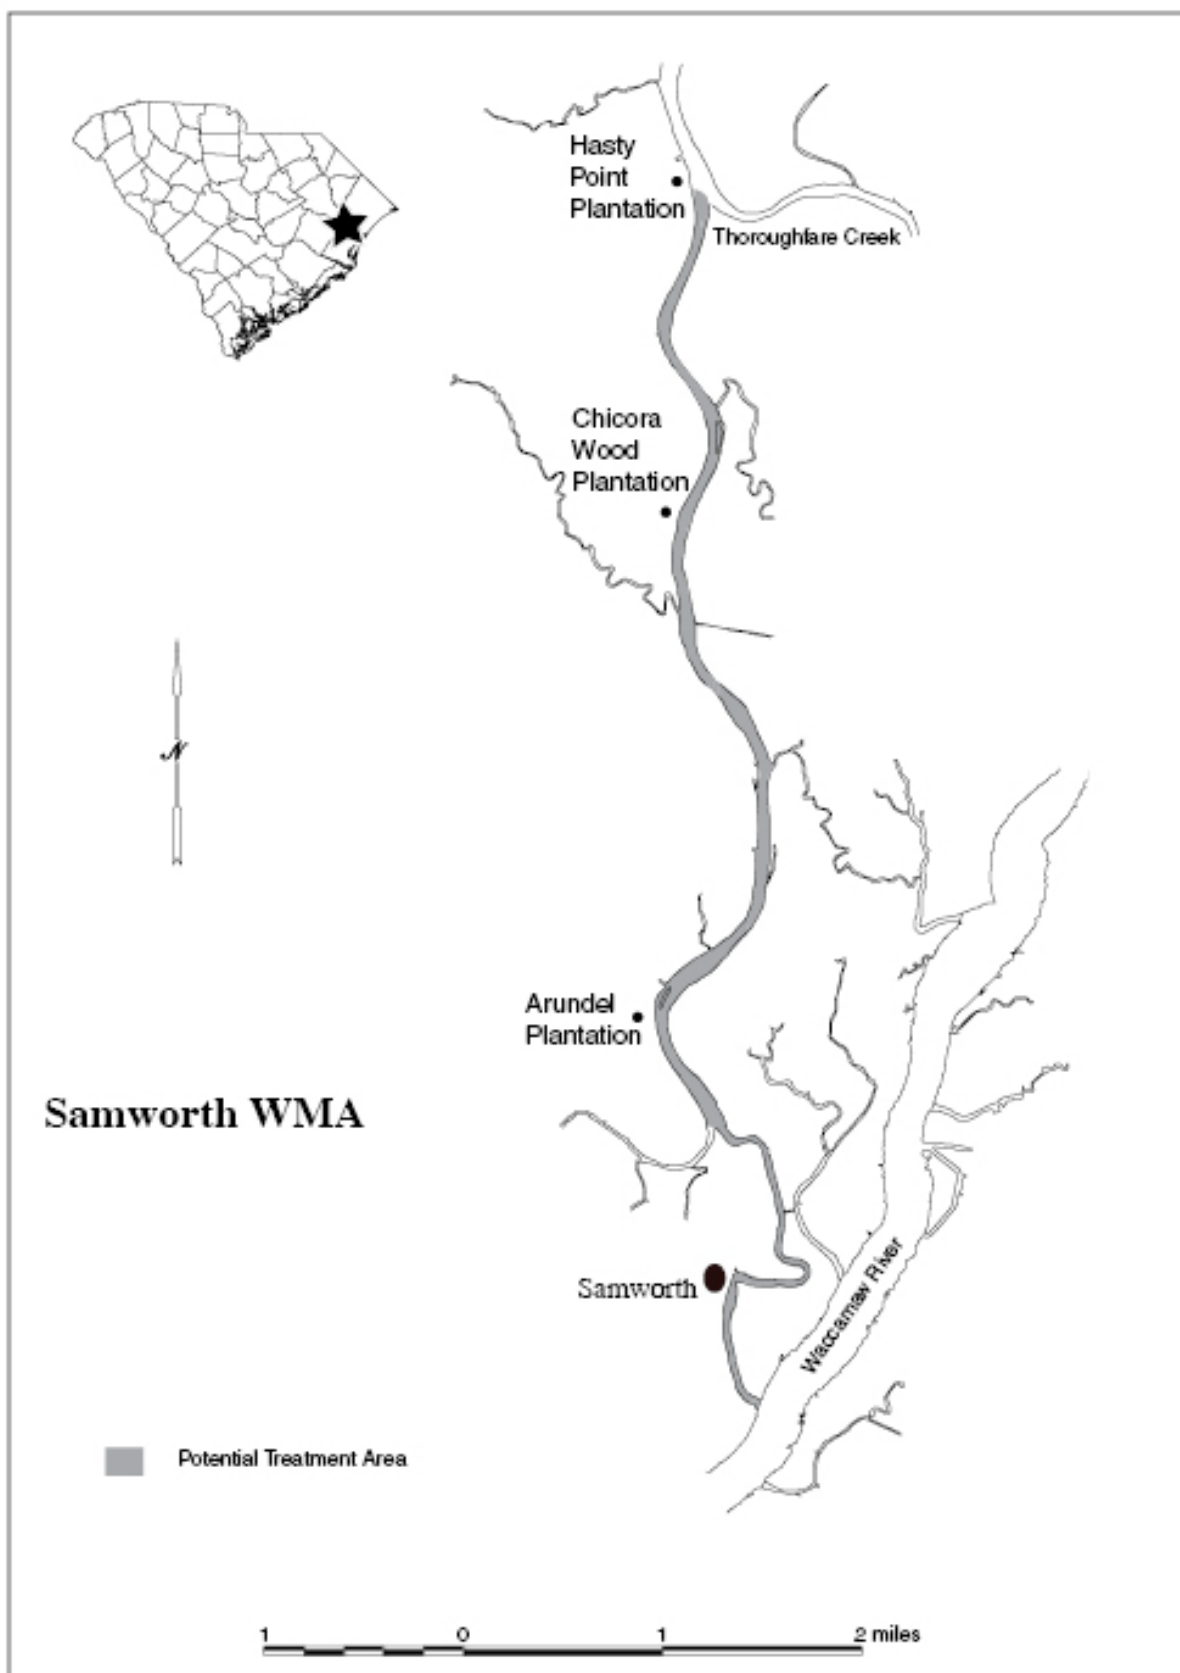 Hasty
Point
Plantation
Thoroughfare Creek
Chicora
Wood
Plantation
N
Arundel
Plantation
Samworth WMA
Samworth
Waccamaw River
Potential Treatment Area
1 0 1 2 miles